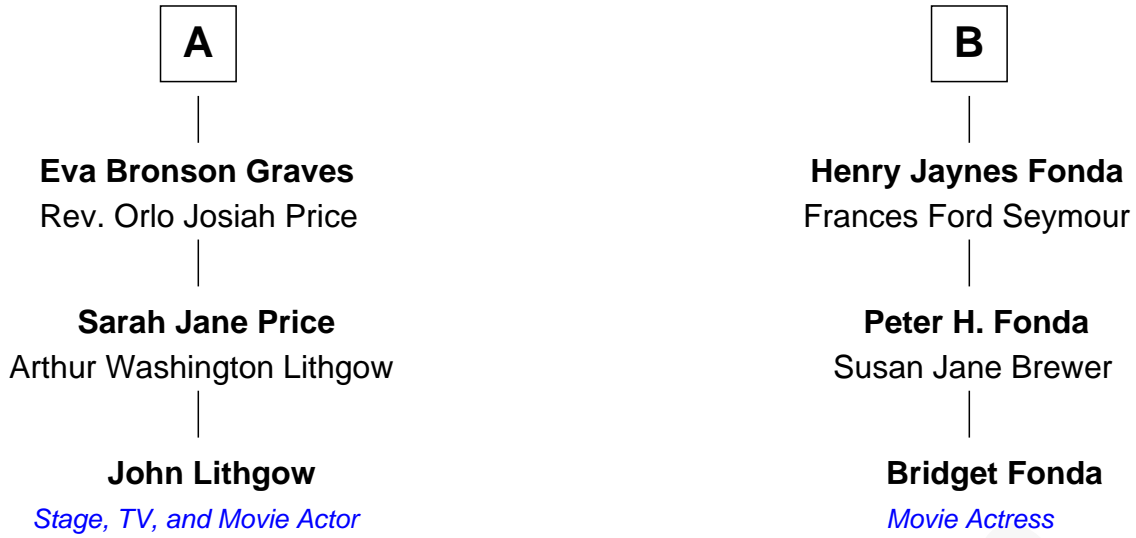 A
B
Eva Bronson Graves
Rev. Orlo Josiah Price
Henry Jaynes Fonda
Frances Ford Seymour
Sarah Jane Price
Arthur Washington Lithgow
Peter H. Fonda
Susan Jane Brewer
John Lithgow
Stage, TV, and Movie Actor
Bridget Fonda
Movie Actress